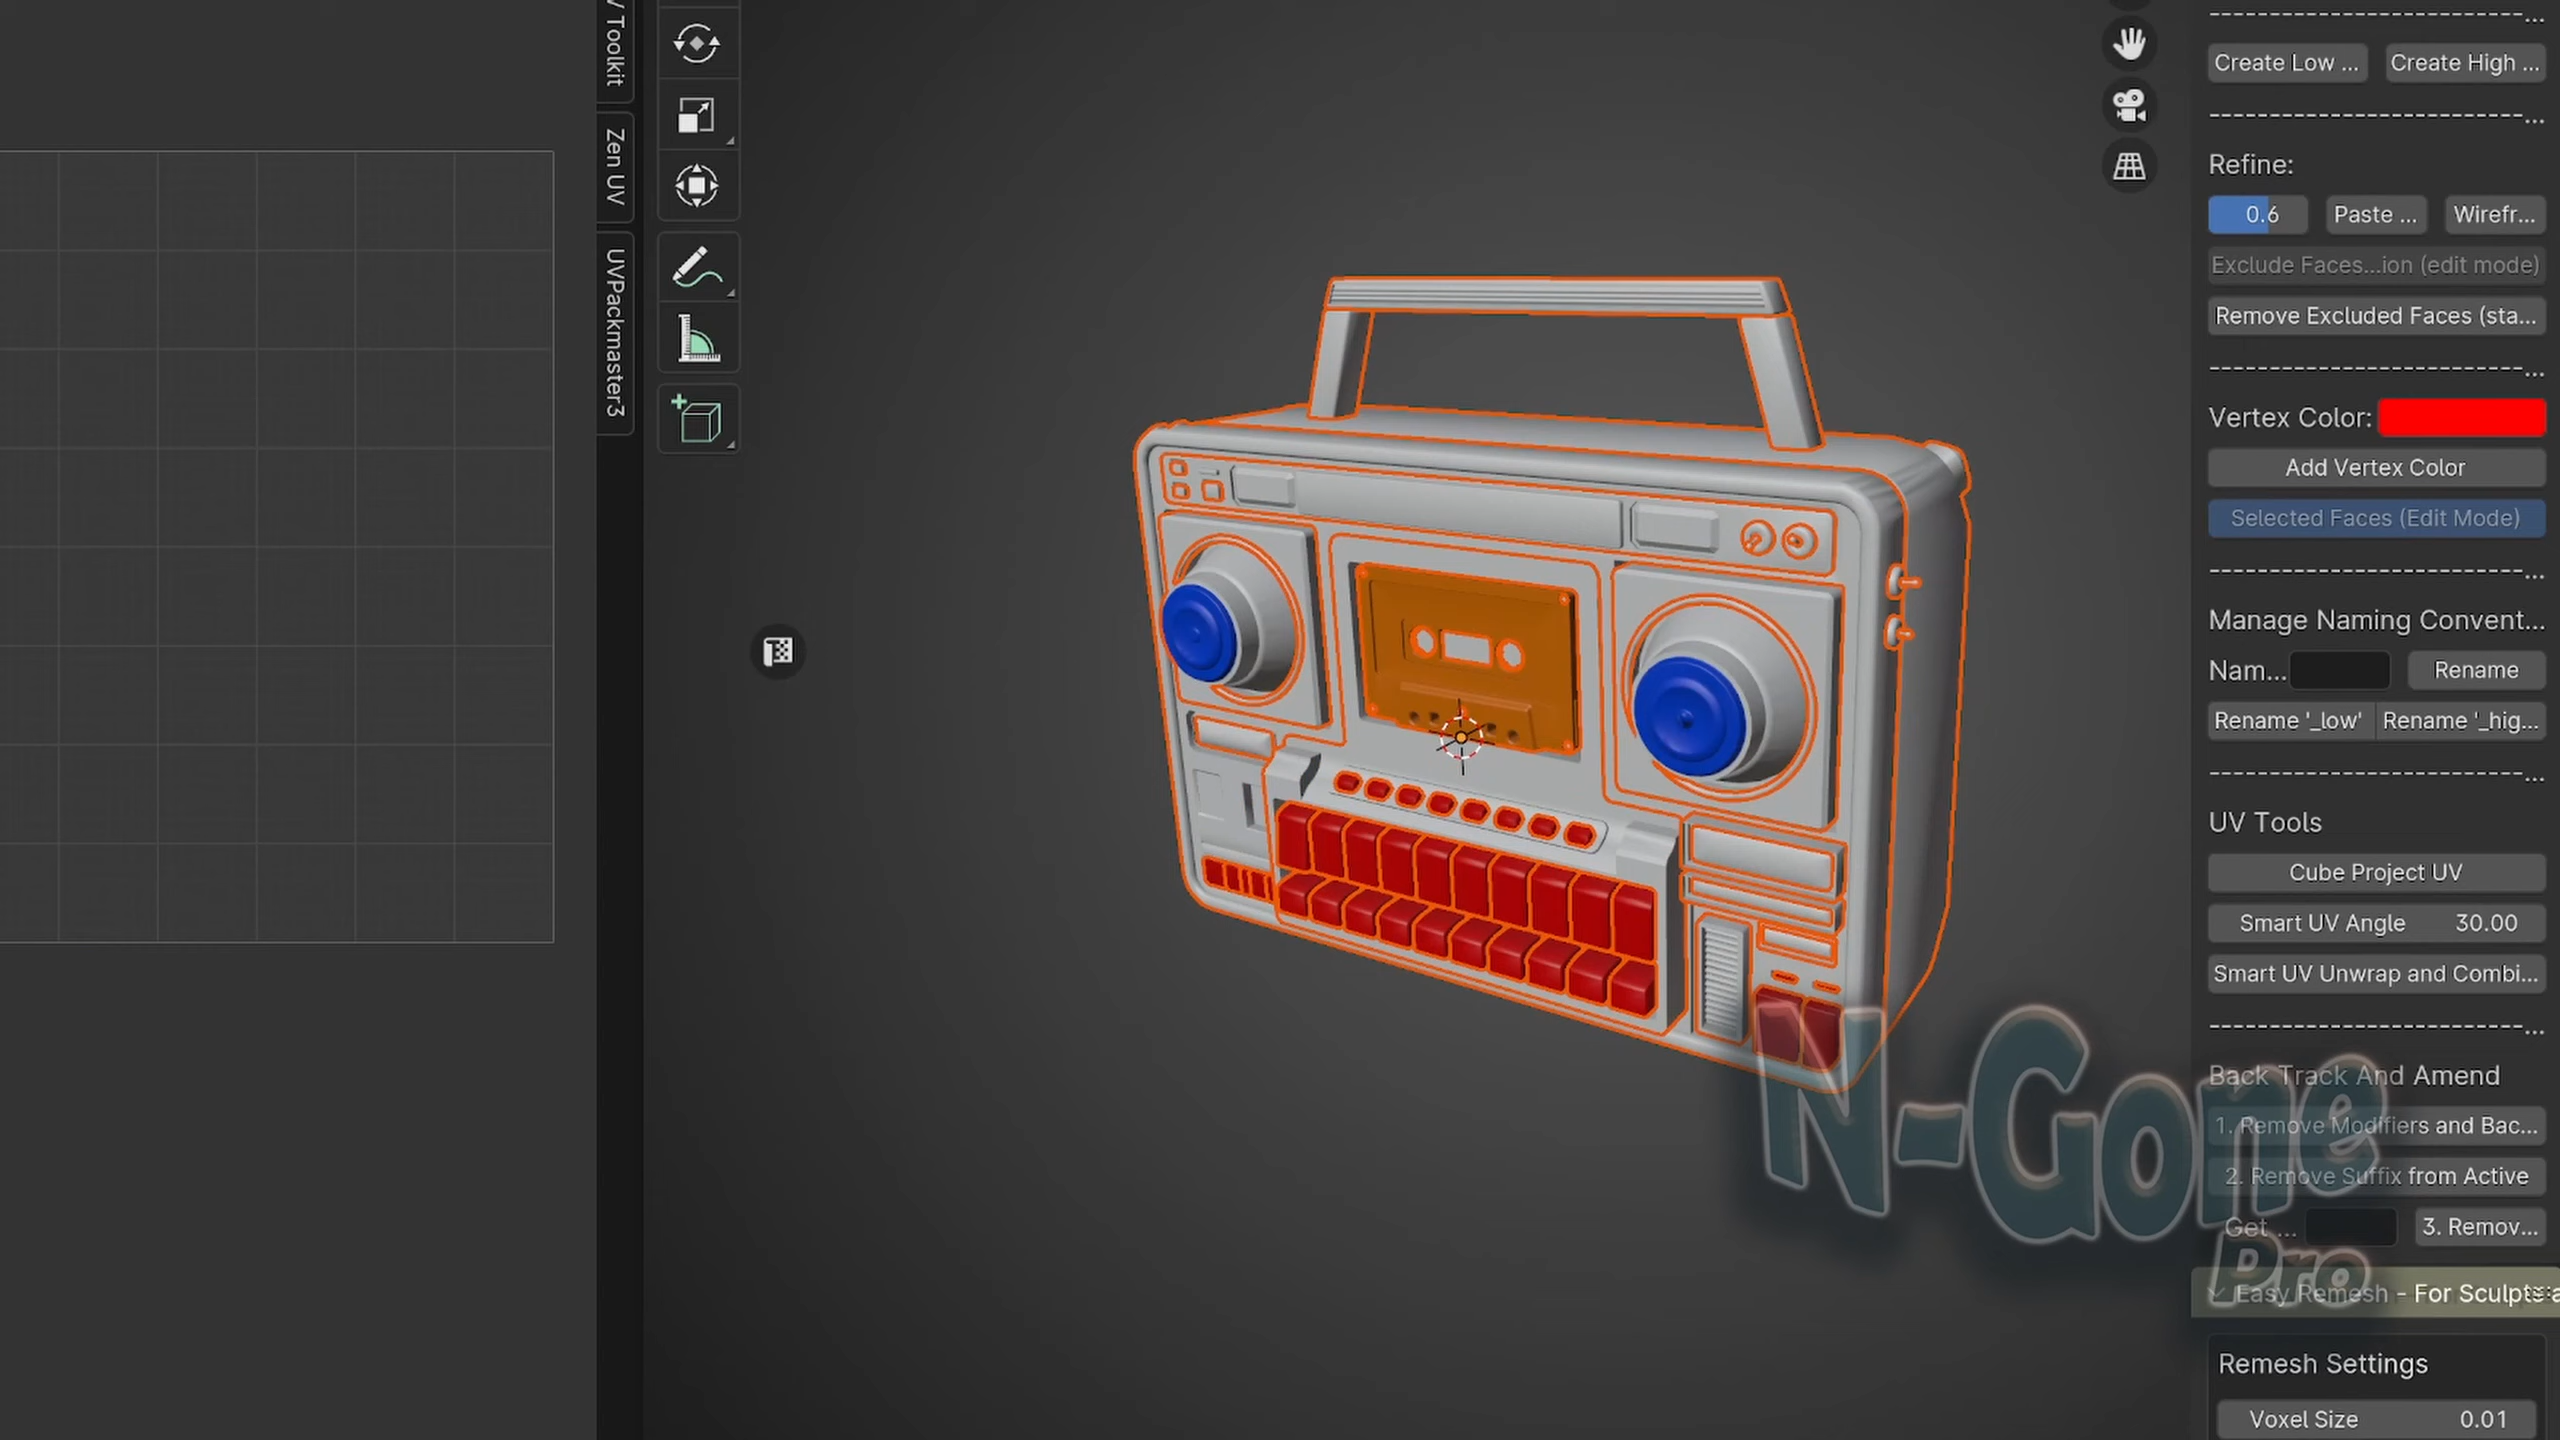 V Toolkit
Zen UV
UVPackmaster3
Create Low ...
Create High ...
Refine:
0.6
Paste ...
Wirefr...
Exclude Faces...ion (edit mode)
Remove Excluded Faces (sta...
Vertex Color:
Add Vertex Color
Selected Faces (Edit Mode)
Manage Naming Convent...
Nam...
Rename
Rename '_low'
Rename '_hig...
UV Tools
Cube Project UV
Smart UV Angle 30.00
Smart UV Unwrap and Combi...
Back Track And Amend
1. Remove Modifiers and Bac...
2. Remove Suffix from Active
Get ...
3. Remov...
Easy Remesh - For Sculpts a
Remesh Settings
Voxel Size 0.01
N-Gone
Pro